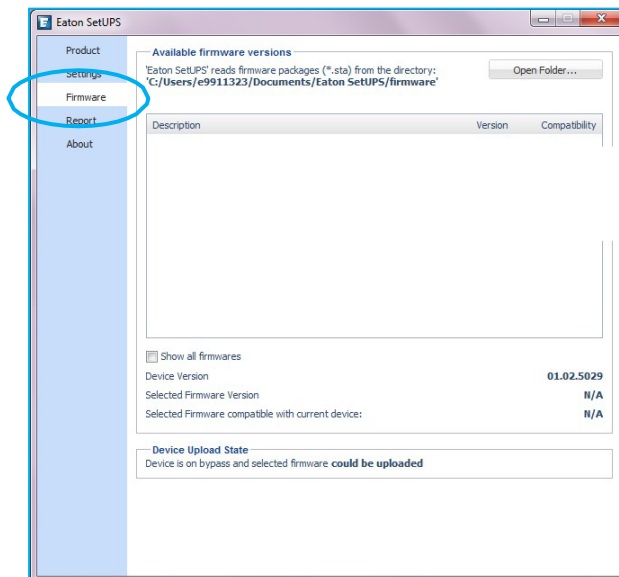 Eaton SetUPS
Product
Settings
Firmware
Report
About
Available firmware versions
'Eaton SetUPS' reads firmware packages (*.sta) from the directory:
'C:/Users/e9911323/Documents/Eaton SetUPS/firmware'
Open Folder...
Description Version Compatibility
Show all firmwares
Device Version 01.02.5029
Selected Firmware Version N/A
Selected Firmware compatible with current device: N/A
Device Upload State
Device is on bypass and selected firmware could be uploaded